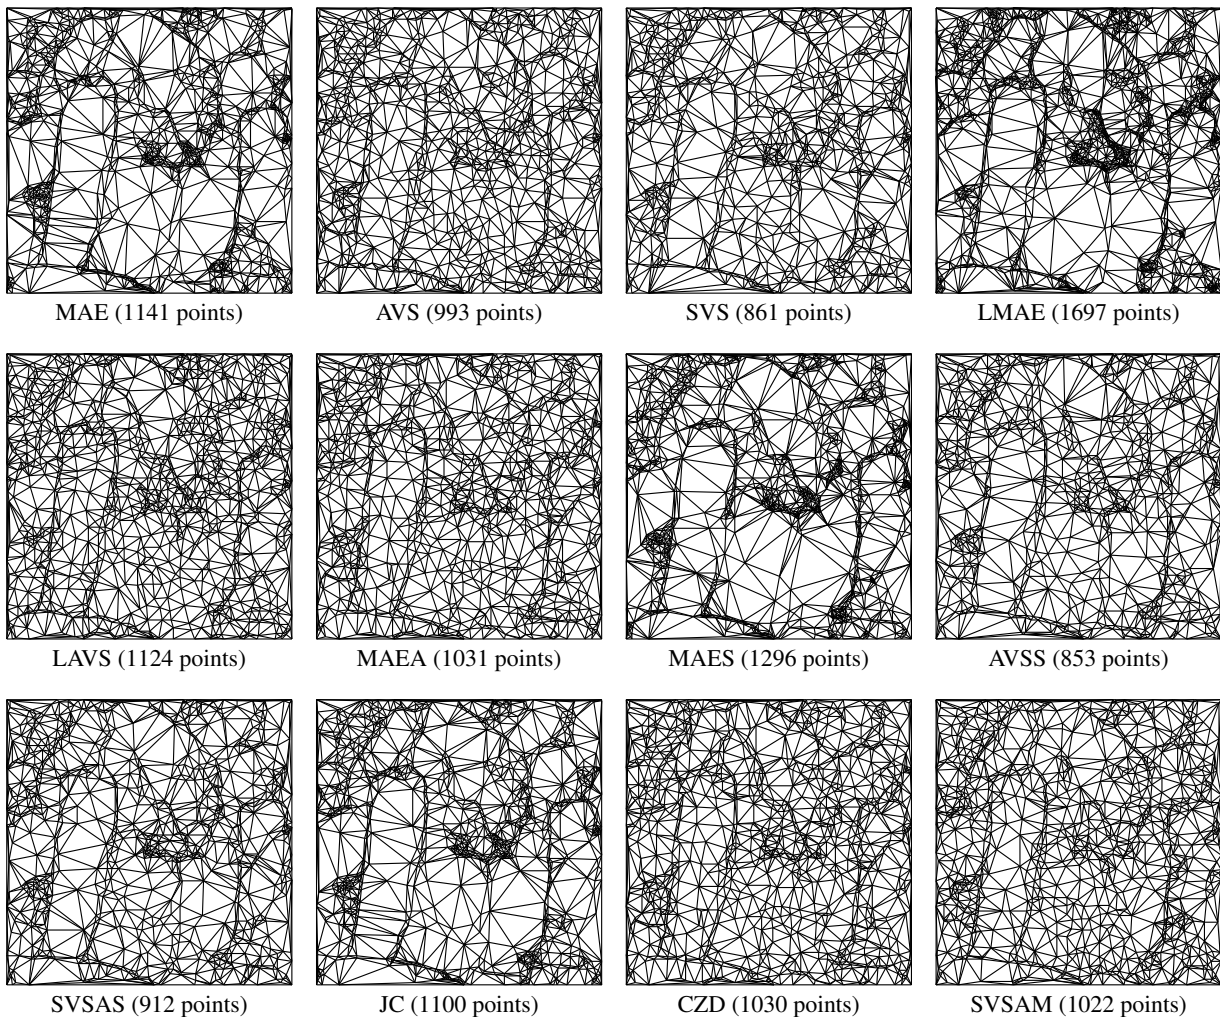 MAE (1141 points) AVS (993 points) SVS (861 points) LMAE (1697 points)
LAVS (1124 points) MAEA (1031 points) MAES (1296 points) AVSS (853 points)
SVSAS (912 points) JC (1100 points) CZD (1030 points) SVSAM (1022 points)